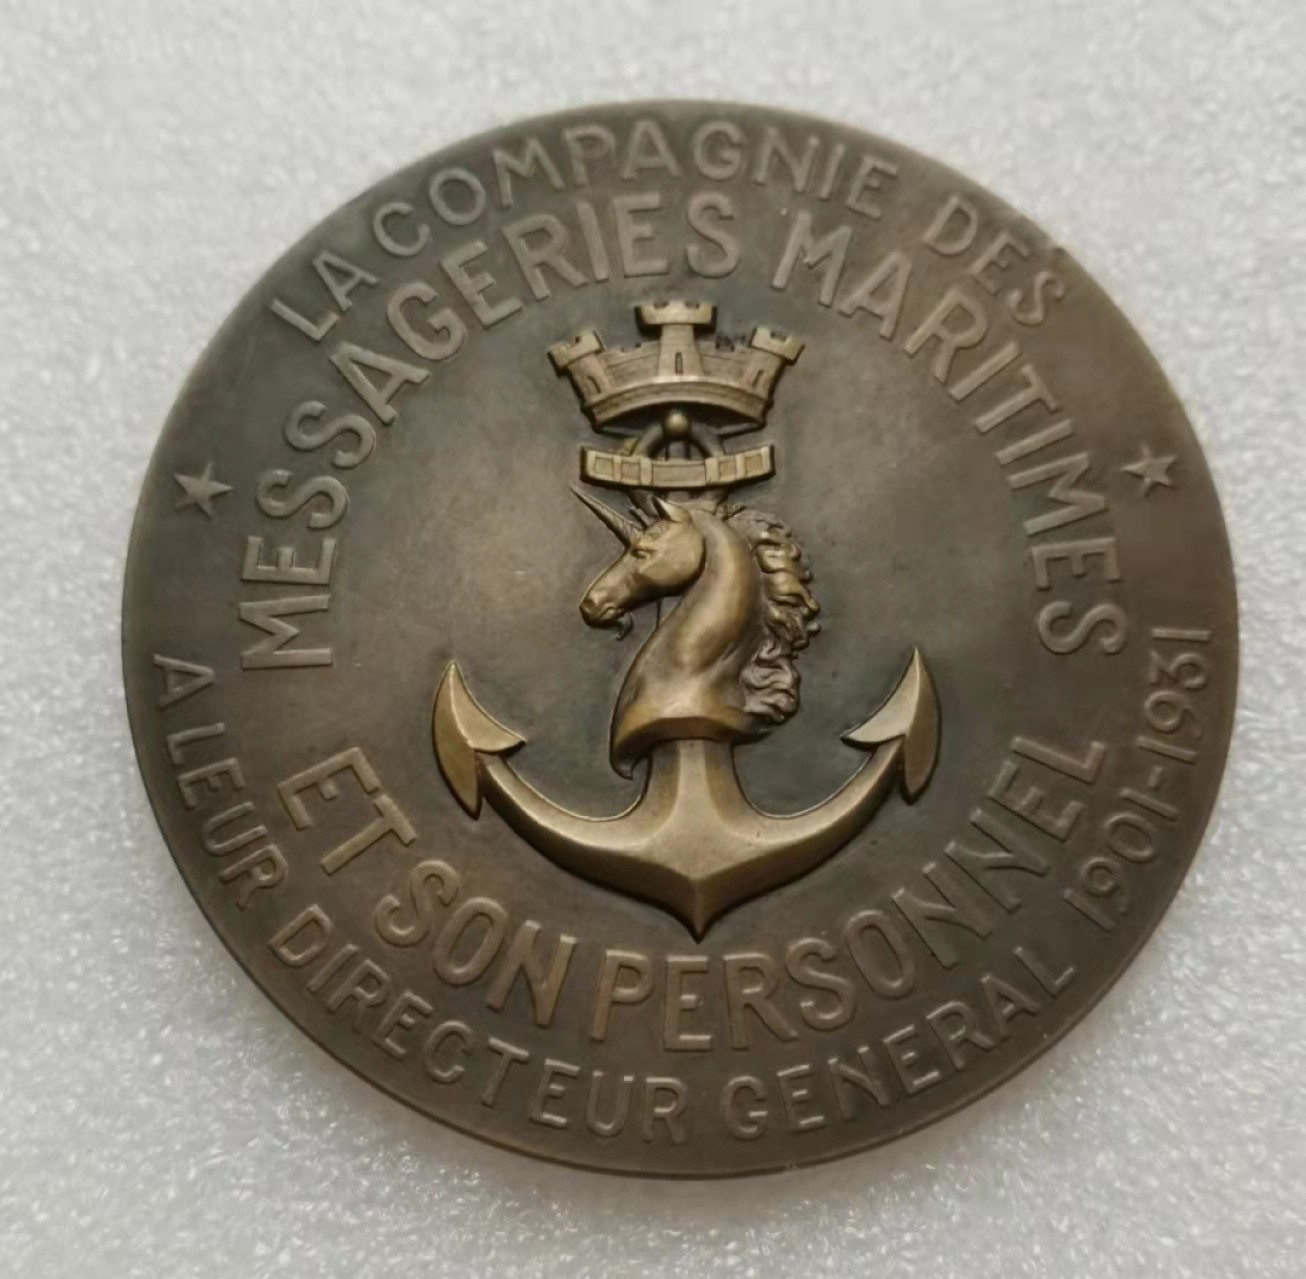 LA COMPAGNIE DES
MESSAGERIES MARITIMES
ET SON PERSONNEL
A LEUR DIRECTEUR GENERAL 1901-1931